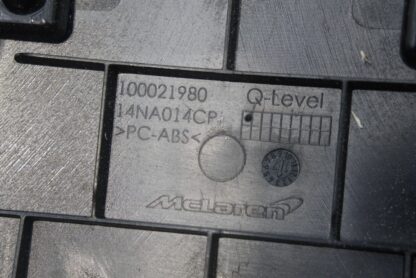 100021980
Q-Level
14NA014CP
>PC-ABS<
McLaren